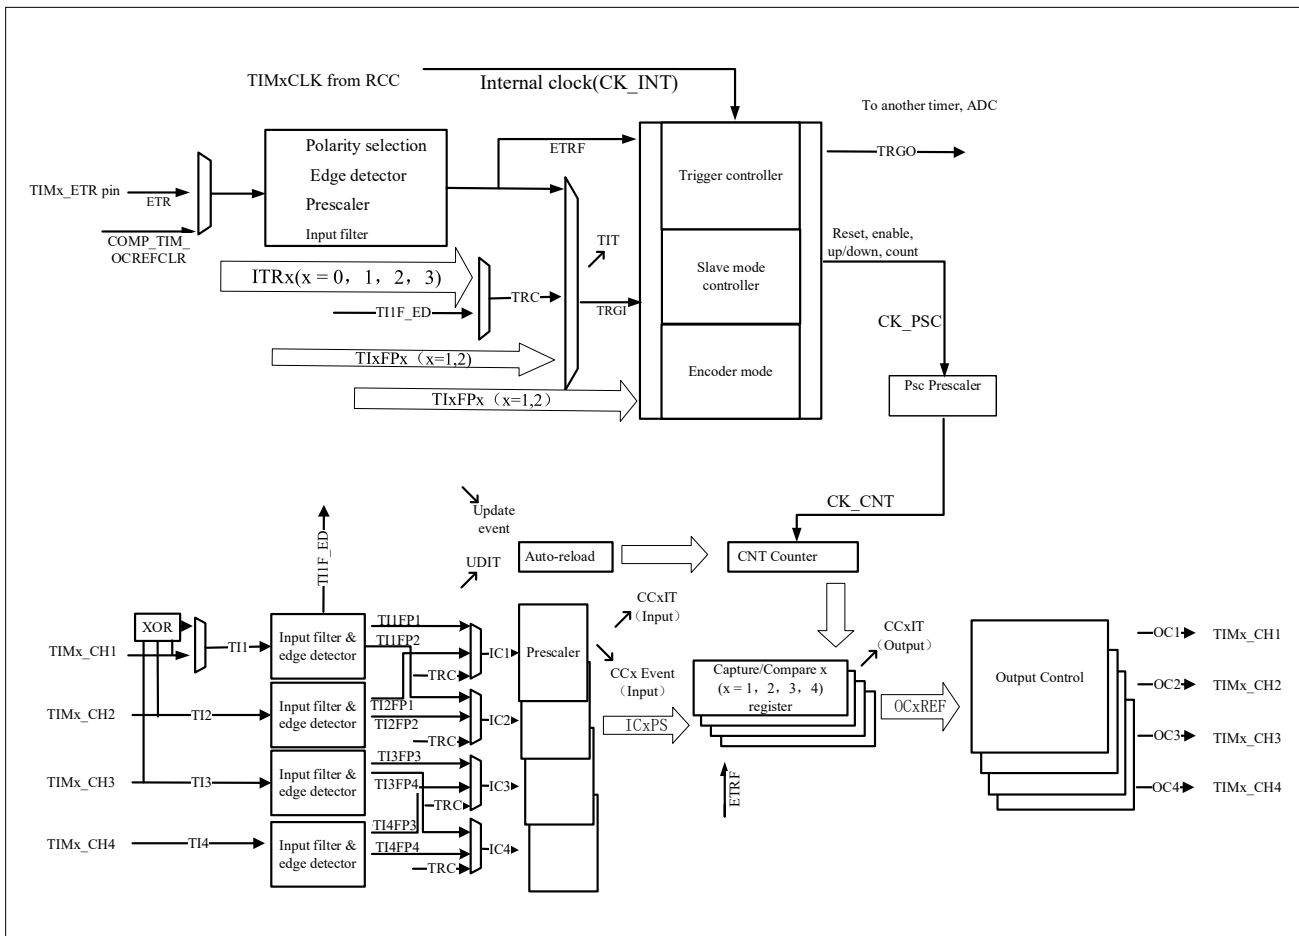 TIMxCLK from RCC
Internal clock(CK_INT)
To another timer, ADC
TRGO
TIMx_ETR pin
ETR
COMP_TIM_
OCREFCLR
Polarity selection
Edge detector
Prescaler
Input filter
ETRF
ITRx(x = 0，1，2，3)
TI1F_ED
TRC
TIT
TRGI
TIxFPx（x=1,2)
TIxFPx（x=1,2）
Trigger controller
Slave mode
controller
Encoder mode
Reset, enable,
up/down, count
CK_PSC
Psc Prescaler
CK_CNT
Update
event
UDIT
Auto-reload
CNT Counter
TI1F_ED
XOR
TIMx_CH1
TI1
Input filter &
edge detector
TI1FP1
TI1FP2
TRC
IC1
Prescaler
CCxIT
（Input）
CCx Event
（Input）
TIMx_CH2
TI2
Input filter &
edge detector
TI2FP1
TI2FP2
TRC
IC2
ICxPS
Capture/Compare x
(x = 1，2，3，4)
register
CCxIT
（Output）
OCxREF
ETRF
TIMx_CH3
TI3
Input filter &
edge detector
TI3FP3
TI3FP4
TRC
IC3
TIMx_CH4
TI4
Input filter &
edge detector
TI4FP3
TI4FP4
TRC
IC4
Output Control
OC1
TIMx_CH1
OC2
TIMx_CH2
OC3
TIMx_CH3
OC4
TIMx_CH4